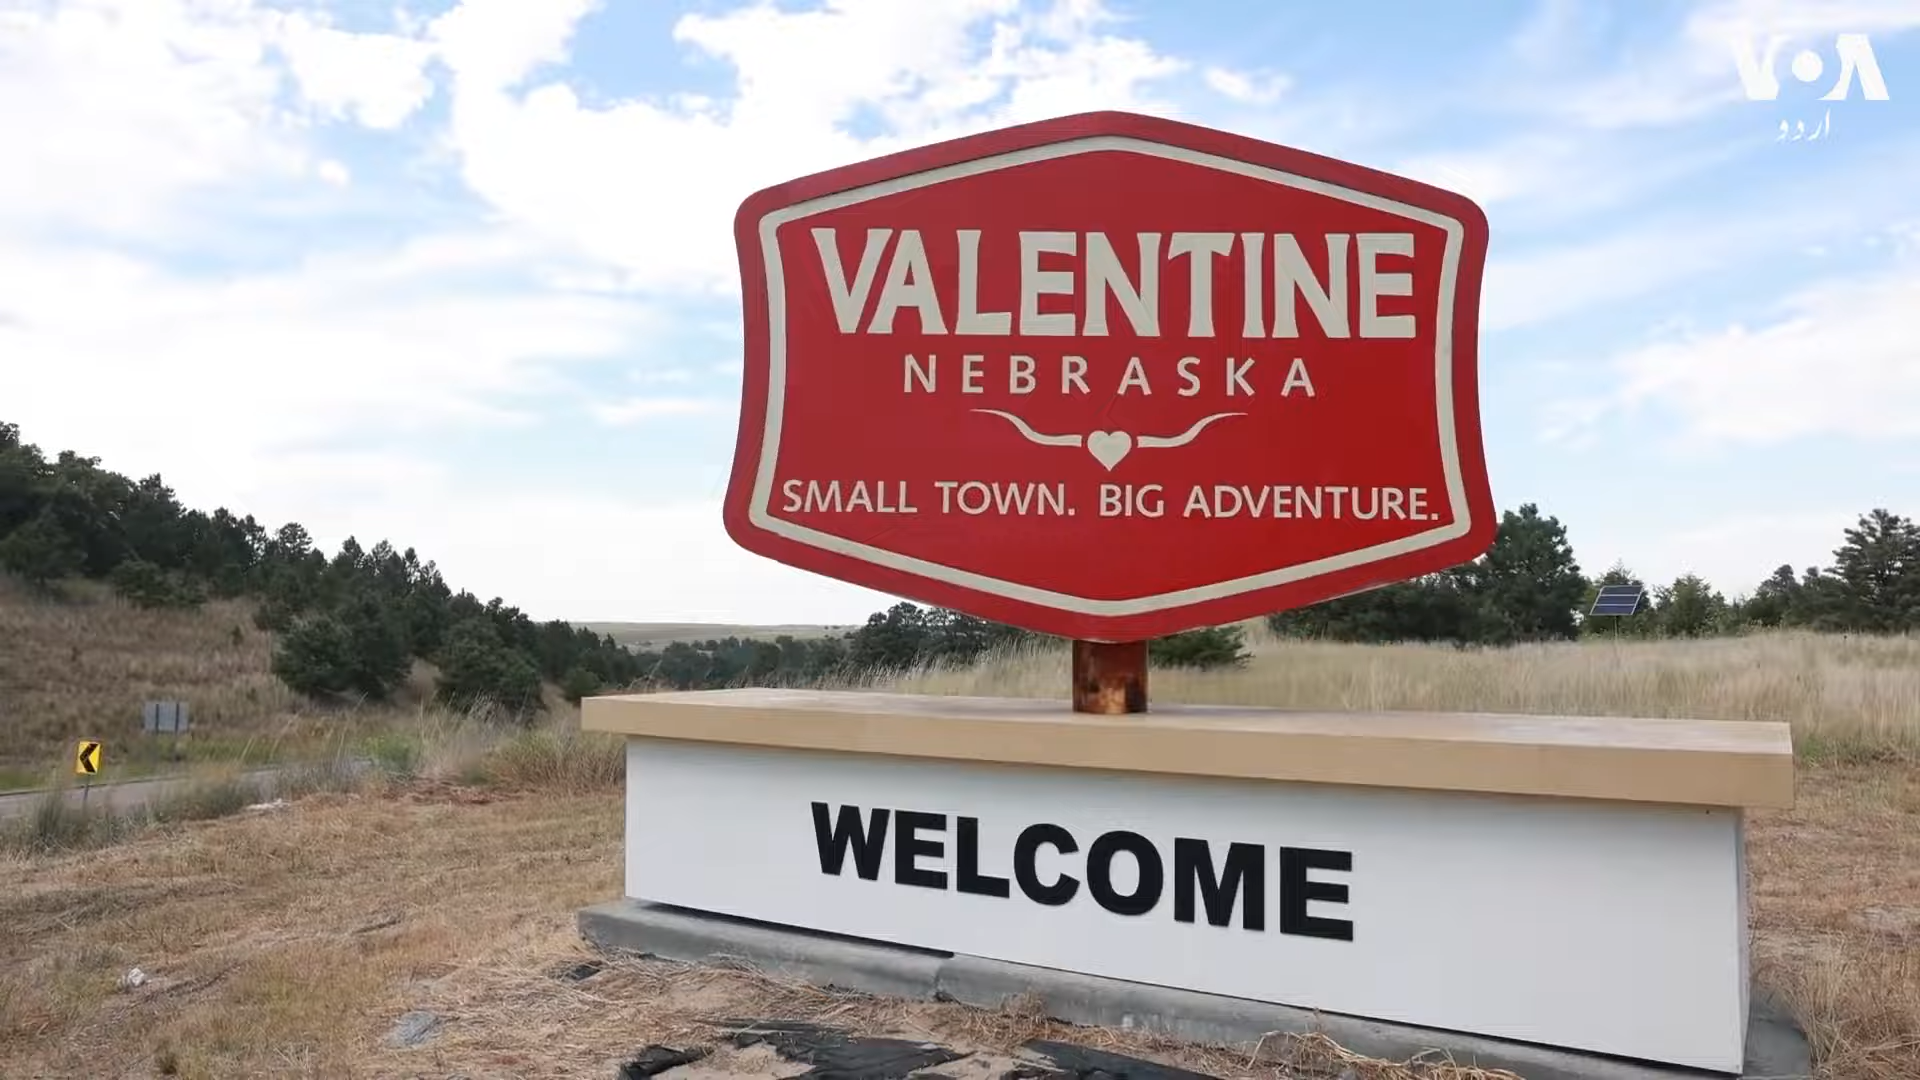 VOA
اردو
VALENTINE
NEBRASKA
SMALL TOWN. BIG ADVENTURE.
WELCOME